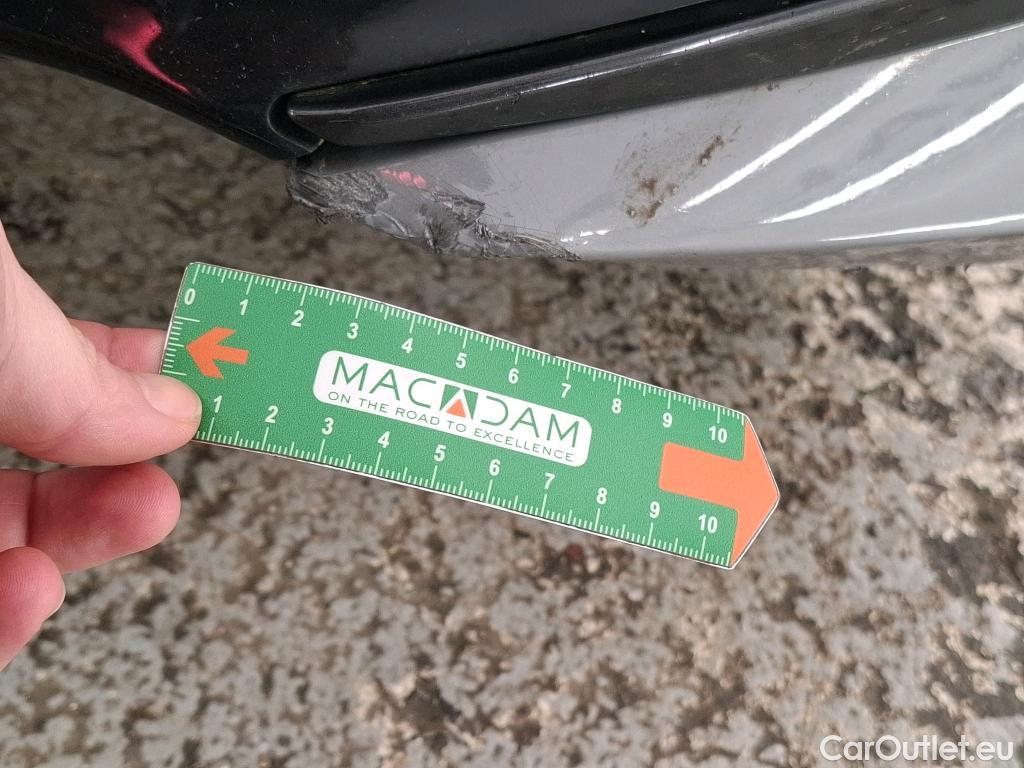 0 1 2 3 4 5 6 7 8 9 10
MACADAM
ON THE ROAD TO EXCELLENCE
1 2 3 4 5 6 7 8 9 10
CarOutlet.eu